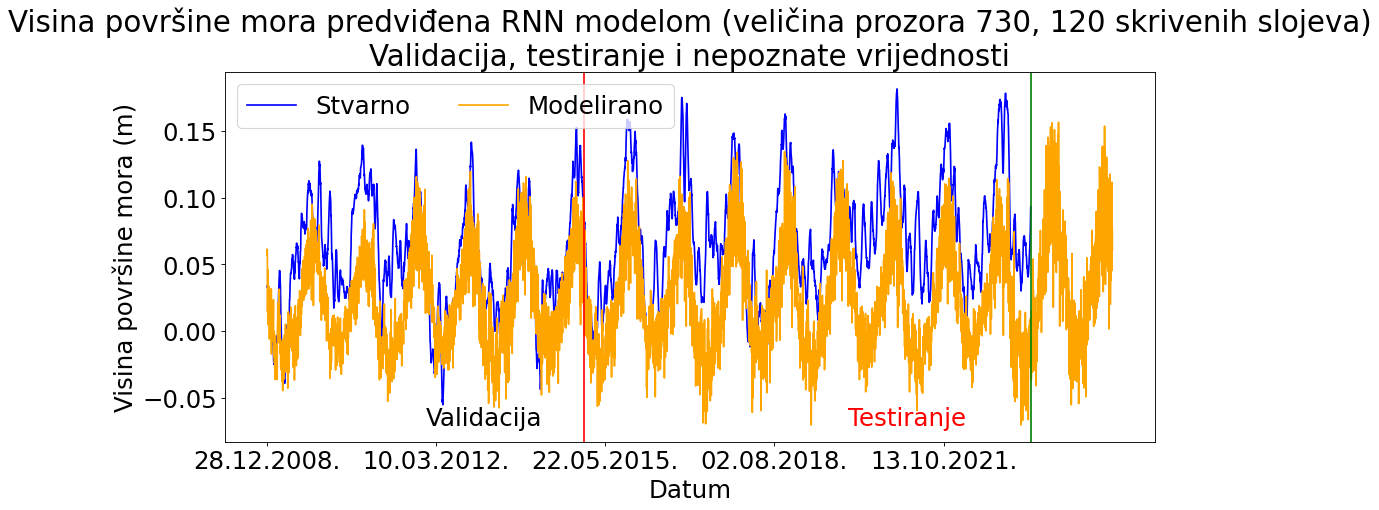 Visina površine mora predviđena RNN modelom (veličina prozora 730, 120 skrivenih slojeva)
Validacija, testiranje i nepoznate vrijednosti
Stvarno
Modelirano
Visina površine mora (m)
0.15
0.10
0.05
0.00
−0.05
Validacija
Testiranje
28.12.2008.
10.03.2012.
22.05.2015.
02.08.2018.
13.10.2021.
Datum